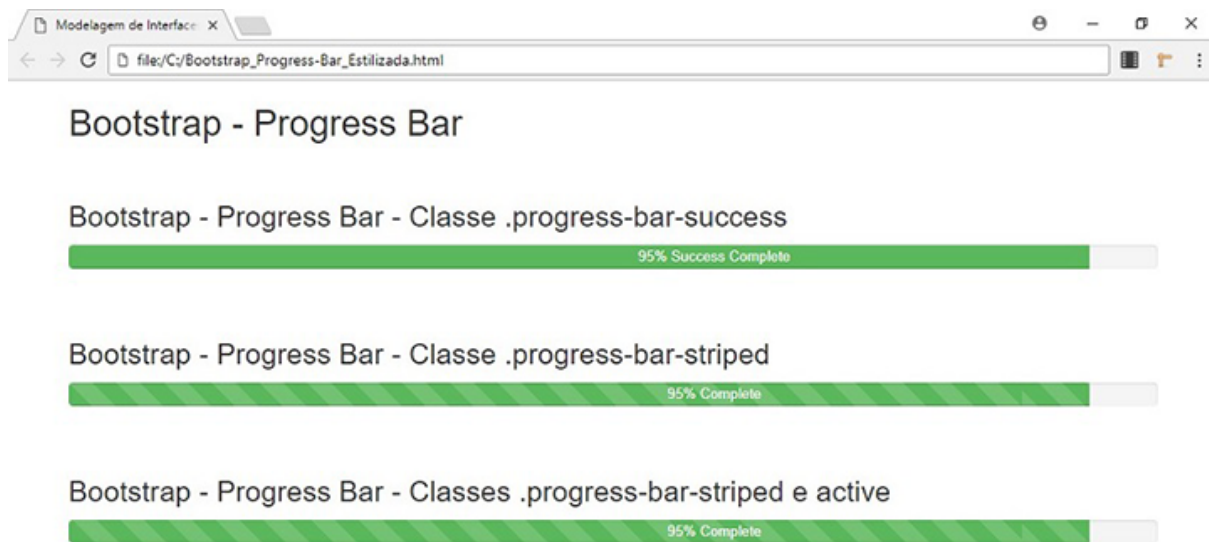 Modelagem de Interface
file:/C:/Bootstrap_Progress-Bar_Estilizada.html
Bootstrap - Progress Bar
Bootstrap - Progress Bar - Classe .progress-bar-success
95% Success Complete
Bootstrap - Progress Bar - Classe .progress-bar-striped
95% Complete
Bootstrap - Progress Bar - Classes .progress-bar-striped e active
95% Complete